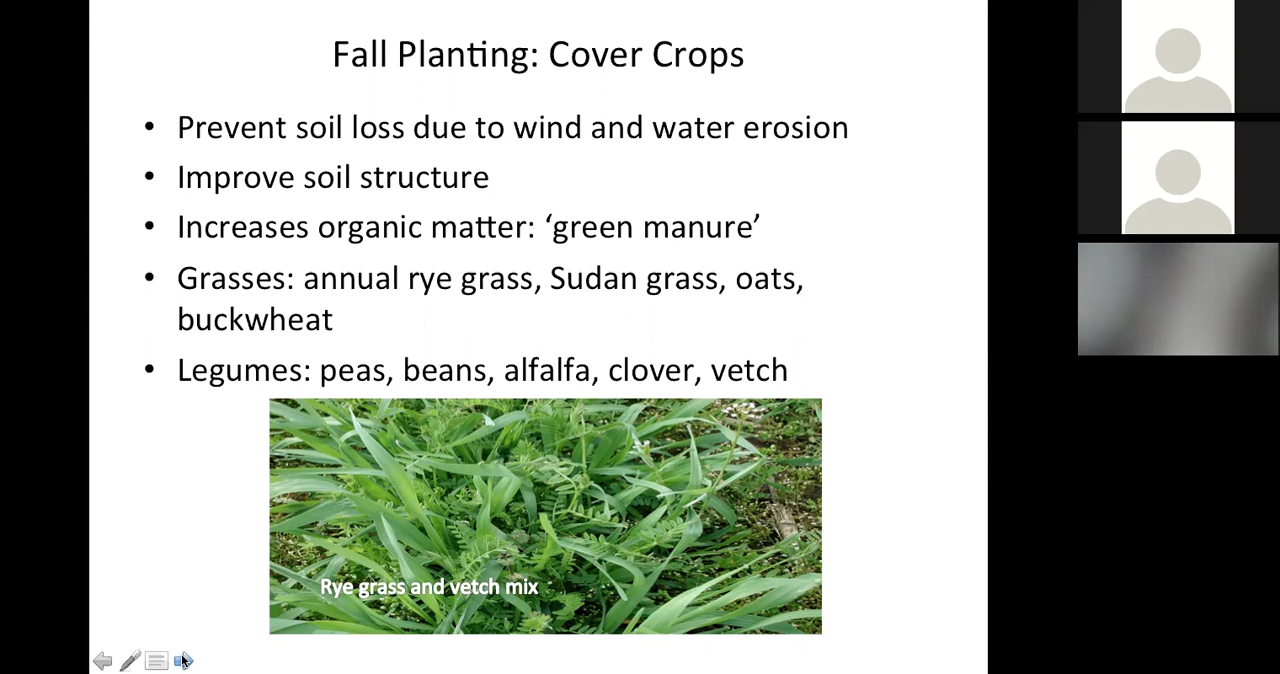 Fall Planting: Cover Crops
• Prevent soil loss due to wind and water erosion
• Improve soil structure
• Increases organic matter: ‘green manure’
• Grasses: annual rye grass, Sudan grass, oats,
buckwheat
• Legumes: peas, beans, alfalfa, clover, vetch
Rye grass and vetch mix